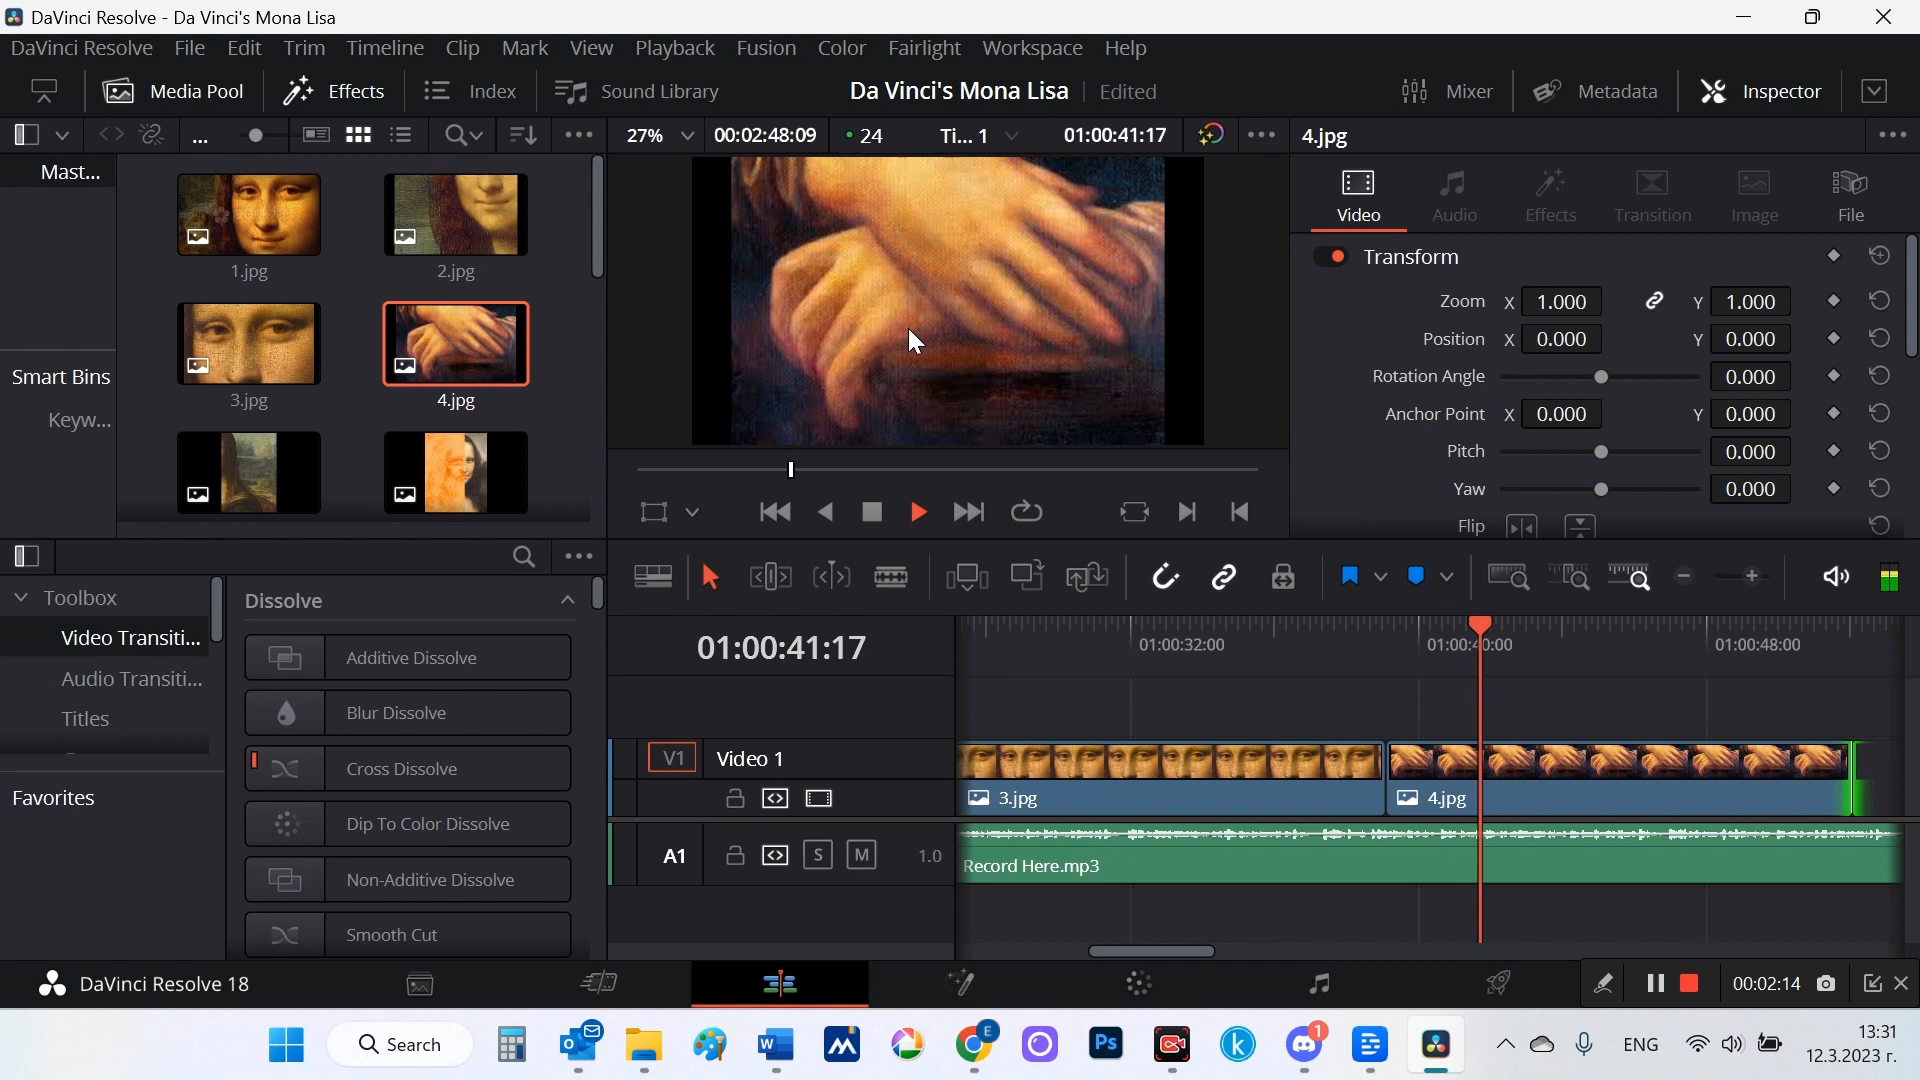 DaVinci Resolve - Da Vinci's Mona Lisa
DaVinci Resolve File Edit Trim Timeline Clip Mark View Playback Fusion Color Fairlight Workspace Help
Media Pool Effects Index Sound Library Da Vinci's Mona Lisa Edited Mixer Metadata Inspector
... 27% 00:02:48:09 24 Ti... 1 01:00:41:17 4.jpg
Mast...
1.jpg 2.jpg
3.jpg 4.jpg
Smart Bins
Keyw...
Video Audio Effects Transition Image File
Transform
Zoom X 1.000 Y 1.000
Position X 0.000 Y 0.000
Rotation Angle 0.000
Anchor Point X 0.000 Y 0.000
Pitch 0.000
Yaw 0.000
Flip
Toolbox
Video Transiti...
Audio Transiti...
Titles
Favorites
Dissolve
Additive Dissolve
Blur Dissolve
Cross Dissolve
Dip To Color Dissolve
Non-Additive Dissolve
Smooth Cut
01:00:41:17 01:00:32:00 01:00:40:00 01:00:48:00
V1 Video 1
3.jpg 4.jpg
A1 S M 1.0
Record Here.mp3
DaVinci Resolve 18 00:02:14
Search W E Ps k 1 ENG 13:31
12.3.2023 г.